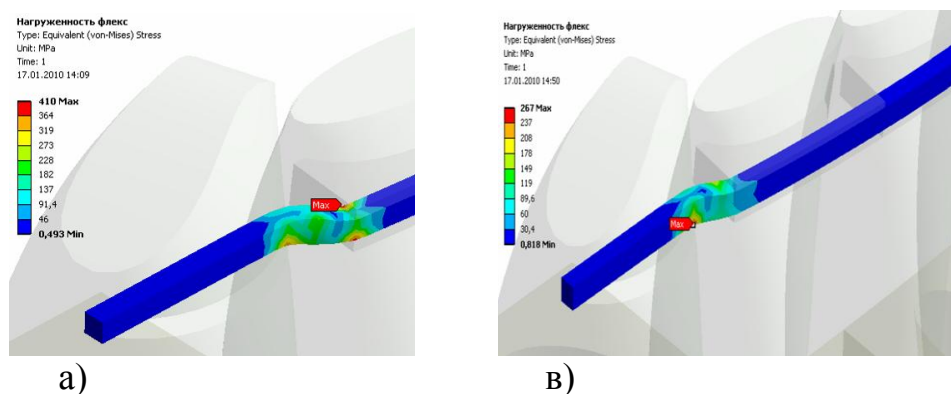 Нагруженность флекс
Type: Equivalent (von-Mises) Stress
Unit: MPa
Time: 1
17.01.2010 14:09
410 Max
364
319
273
228
182
137
91,4
46
0,493 Min
Max
а)
Нагруженность флекс
Type: Equivalent (von-Mises) Stress
Unit: MPa
Time: 1
17.01.2010 14:50
267 Max
237
208
178
149
119
89,6
60
30,4
0,818 Min
Max
в)